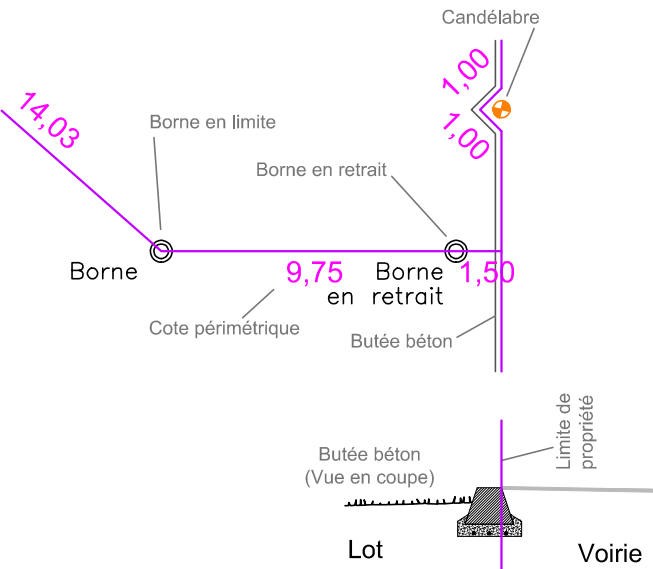 Candélabre
1,00
14,03
1,00
Borne en limite
Borne en retrait
Borne
9,75
Borne
en retrait
1,50
Cote périmétrique
Butée béton
Limite de
propriété
Butée béton
(Vue en coupe)
Lot
Voirie